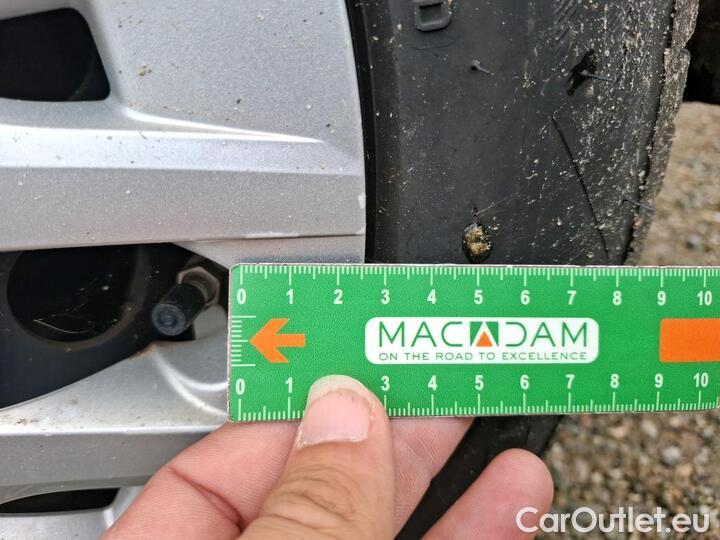 0 1 2 3 4 5 6 7 8 9 10
MACADAM
ON THE ROAD TO EXCELLENCE
0 1 3 4 5 6 7 8 9 10
CarOutlet.eu